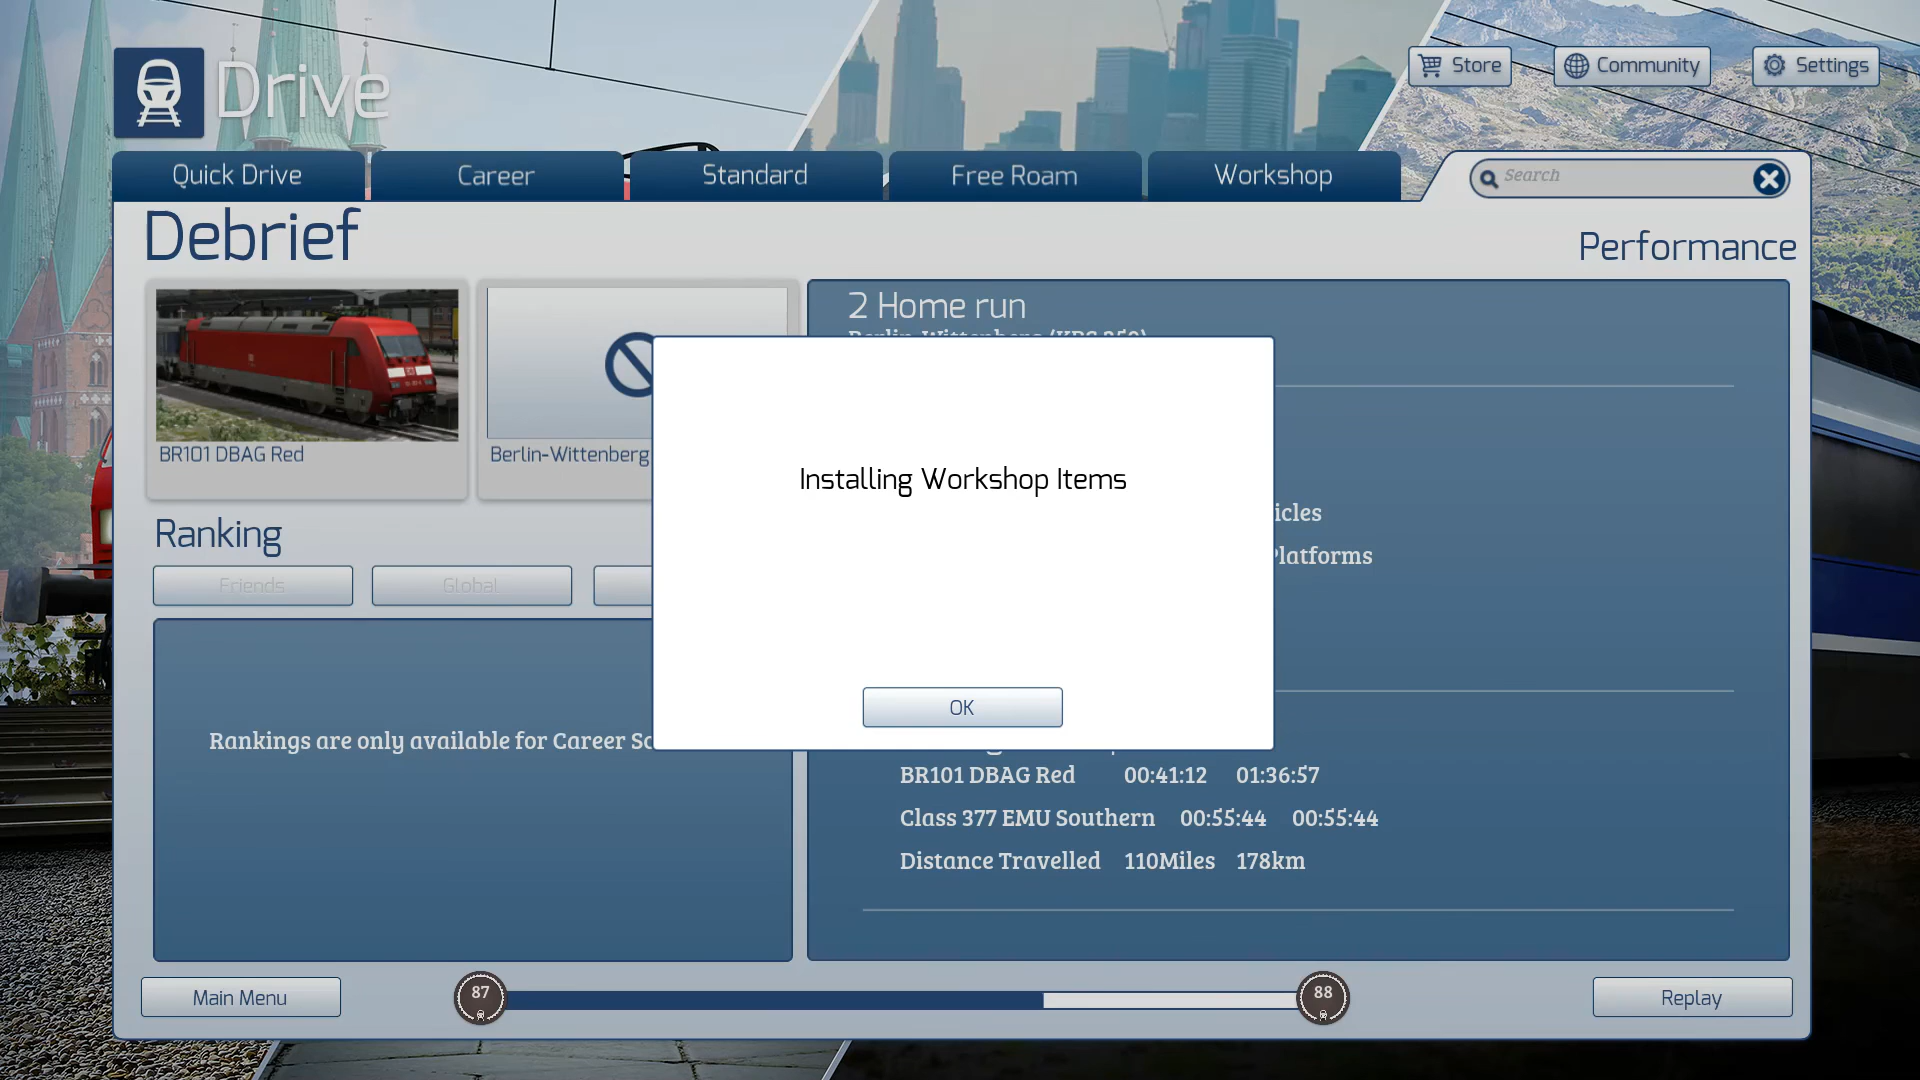 Drive
Store
Community
Settings
Quick Drive
Career
Standard
Free Roam
Workshop
Search
Debrief
Performance
2 Home run
BR101 DBAG Red
Berlin-Wittenberg
Installing Workshop Items
OK
icles
Platforms
Ranking
Friends
Global
Rankings are only available for Career
BR101 DBAG Red 00:41:12 01:36:57
Class 377 EMU Southern 00:55:44 00:55:44
Distance Travelled 110Miles 178km
Main Menu
87
88
Replay